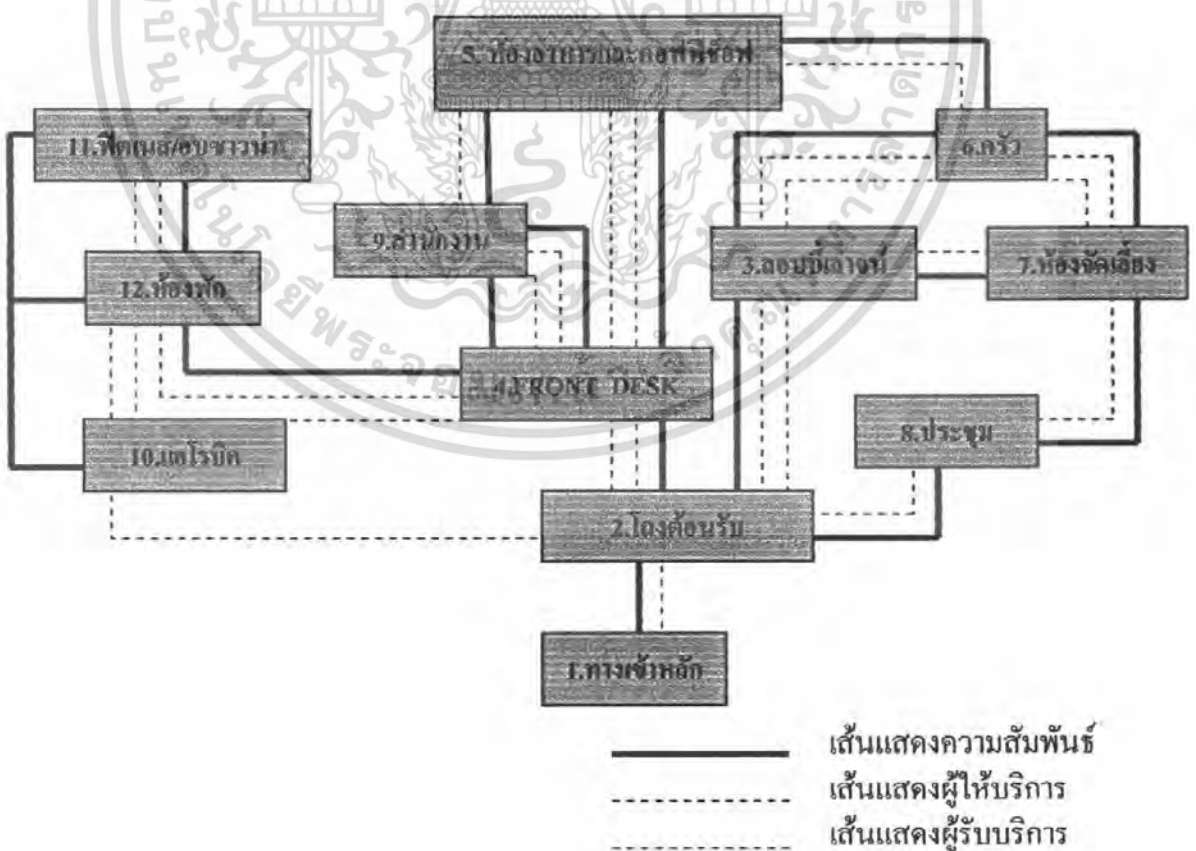 5. ห้องอาหารและคอฟฟี่ช็อฟ
11.ฟิตเนส/อบซาวน่า
6.ครัว
9.สำนักงาน
3.ลอบบี้เลาจน์
7.ห้องจัดเลี้ยง
12.ห้องพัก
4.FRONT DESK
8.ประชุม
10.แอโรบิค
2.โถงต้อนรับ
1.ทางเข้าหลัก
เส้นแสดงความสัมพันธ์
เส้นแสดงผู้ให้บริการ
เส้นแสดงผู้รับบริการ